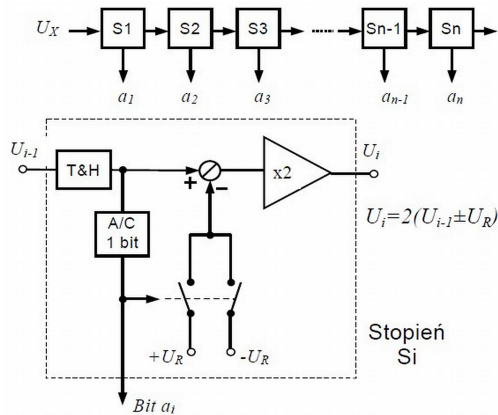 U_X S1 S2 S3 Sn-1 Sn
a_1 a_2 a_3 a_n-1 a_n
U_i-1 T&H + − x2 U_i
A/C
1 bit
U_i=2(U_i-1±U_R)
+U_R -U_R
Stopień
Si
Bit a_i